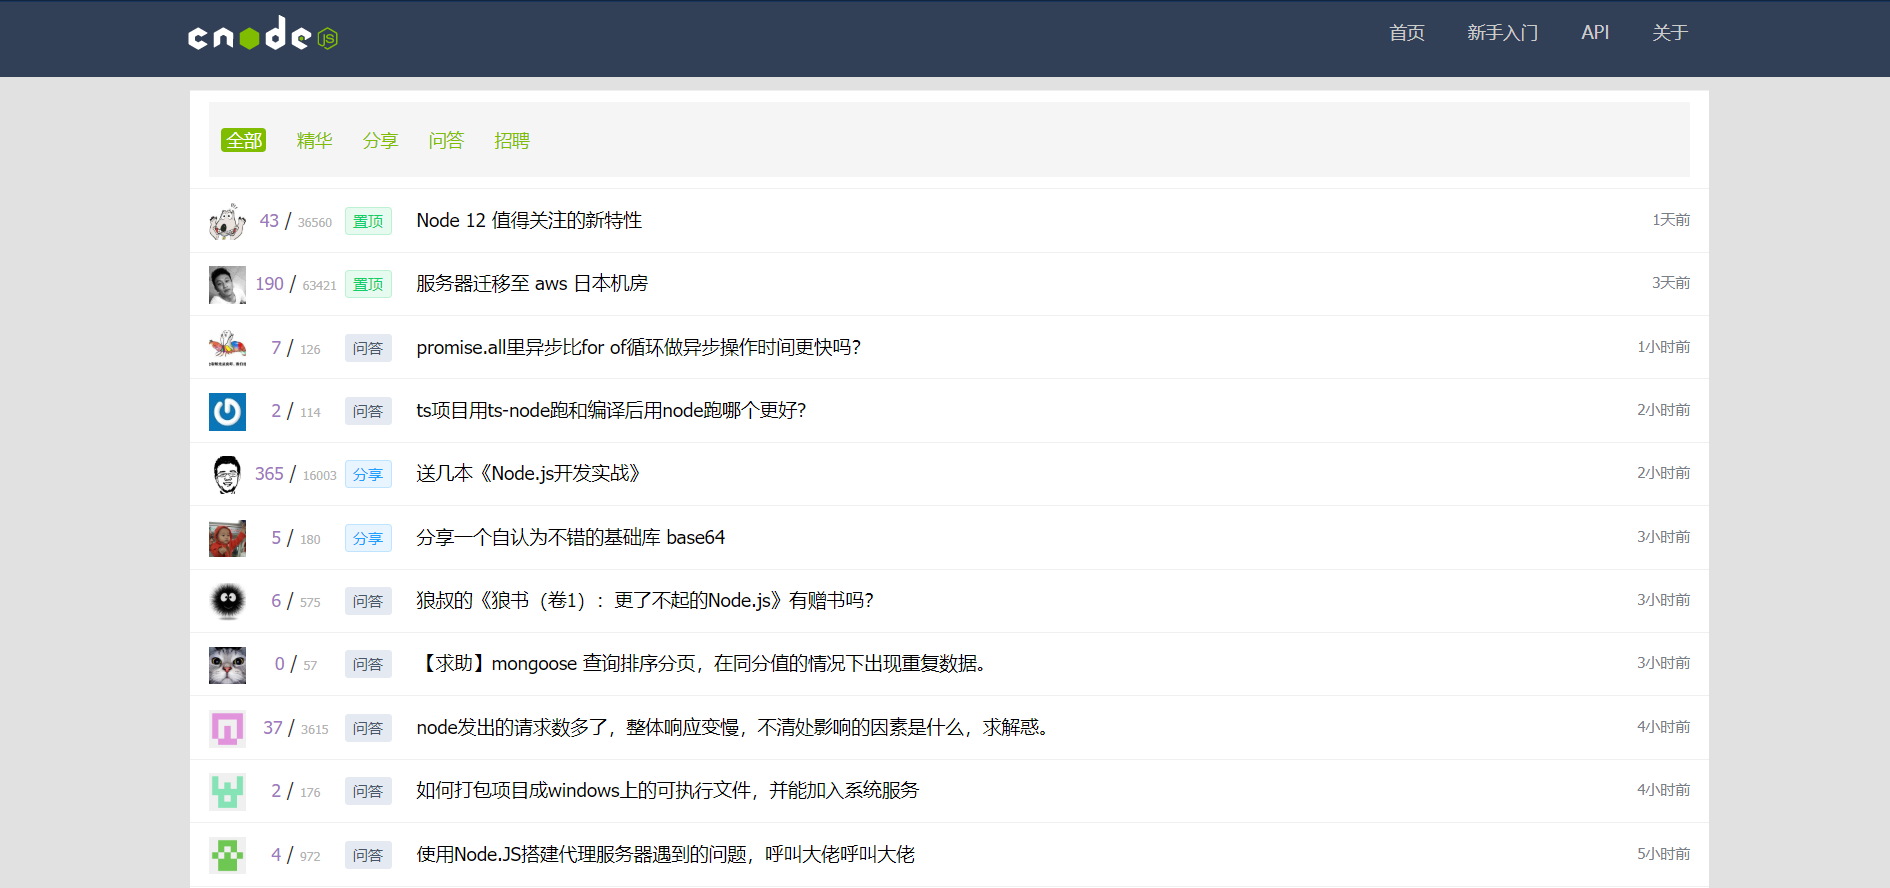 cnode JS
首页 新手入门 API 关于
全部 精华 分享 问答 招聘
43 / 36560 置顶 Node 12 值得关注的新特性 1天前
190 / 63421 置顶 服务器迁移至 aws 日本机房 3天前
7 / 126 问答 promise.all里异步比for of循环做异步操作时间更快吗? 1小时前
2 / 114 问答 ts项目用ts-node跑和编译后用node跑哪个更好? 2小时前
365 / 16003 分享 送几本《Node.js开发实战》 2小时前
5 / 180 分享 分享一个自认为不错的基础库 base64 3小时前
6 / 575 问答 狼叔的《狼书（卷1）：更了不起的Node.js》有赠书吗? 3小时前
0 / 57 问答 【求助】mongoose 查询排序分页，在同分值的情况下出现重复数据。 3小时前
37 / 3615 问答 node发出的请求数多了，整体响应变慢，不清处影响的因素是什么，求解惑。 4小时前
2 / 176 问答 如何打包项目成windows上的可执行文件，并能加入系统服务 4小时前
4 / 972 问答 使用Node.JS搭建代理服务器遇到的问题，呼叫大佬呼叫大佬 5小时前